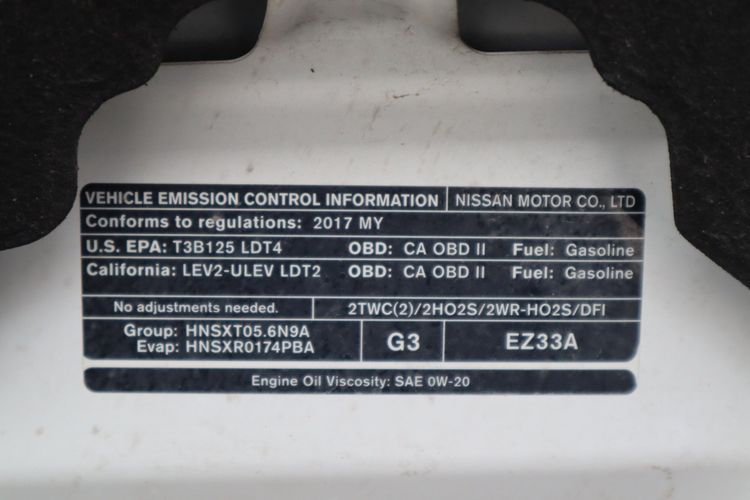 VEHICLE EMISSION CONTROL INFORMATION NISSAN MOTOR CO., LTD
Conforms to regulations: 2017 MY
U.S. EPA: T3B125 LDT4 OBD: CA OBD II Fuel: Gasoline
California: LEV2-ULEV LDT2 OBD: CA OBD II Fuel: Gasoline
No adjustments needed. 2TWC(2)/2HO2S/2WR-HO2S/DFI
Group: HNSXT05.6N9A
Evap: HNSXR0174PBA G3 EZ33A
Engine Oil Viscosity: SAE 0W-20